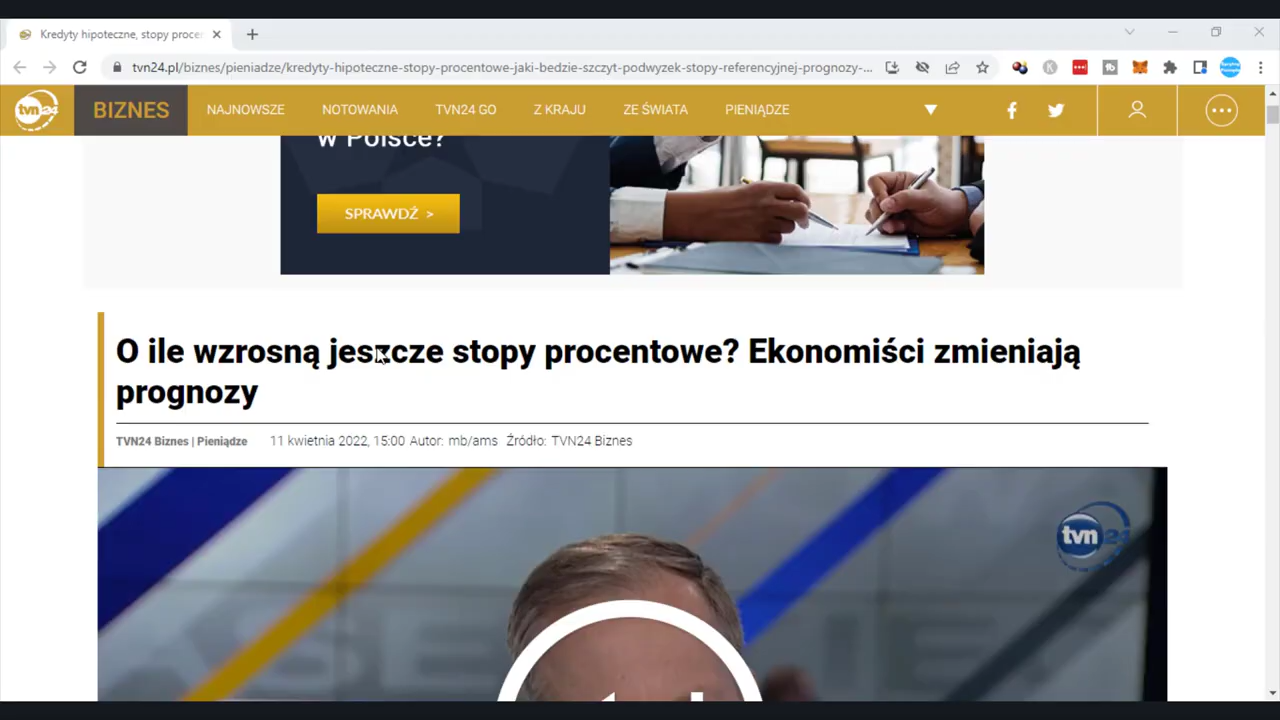 Kredyty hipoteczne, stopy proce
tvn24.pl/biznes/pieniadze/kredyty-hipoteczne-stopy-procentowe-jaki-bedzie-szczyt-podwyzek-stopy-referencyjnej-prognozy-...
tvn24 BIZNES NAJNOWSZE NOTOWANIA TVN24 GO Z KRAJU ZE ŚWIATA PIENIĄDZE
w Polsce?
SPRAWDŹ >
O ile wzrosną jeszcze stopy procentowe? Ekonomiści zmieniają
prognozy
TVN24 Biznes | Pieniądze 11 kwietnia 2022, 15:00 Autor: mb/ams Źródło: TVN24 Biznes
tvn24